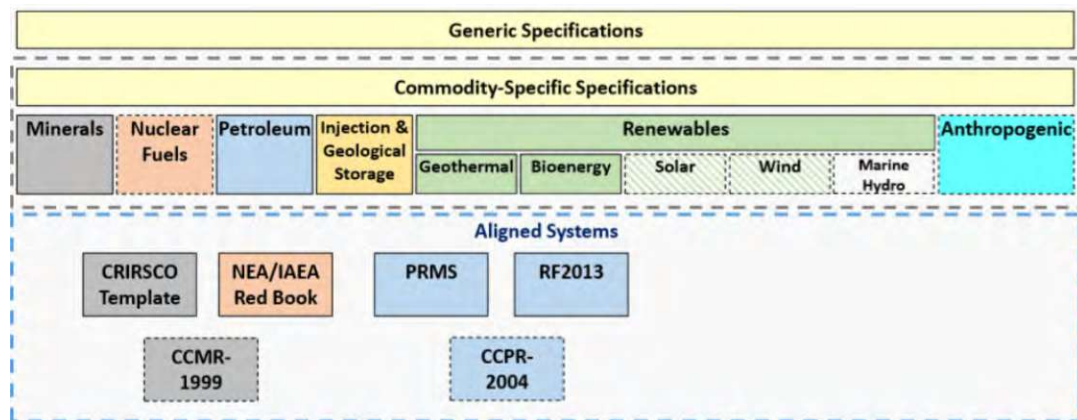 Generic Specifications
Commodity-Specific Specifications
Minerals
Nuclear
Fuels
Petroleum
Injection &
Geological
Storage
Renewables
Geothermal
Bioenergy
Solar
Wind
Marine
Hydro
Anthropogenic
Aligned Systems
CRIRSCO
Template
NEA/IAEA
Red Book
PRMS
RF2013
CCMR-
1999
CCPR-
2004